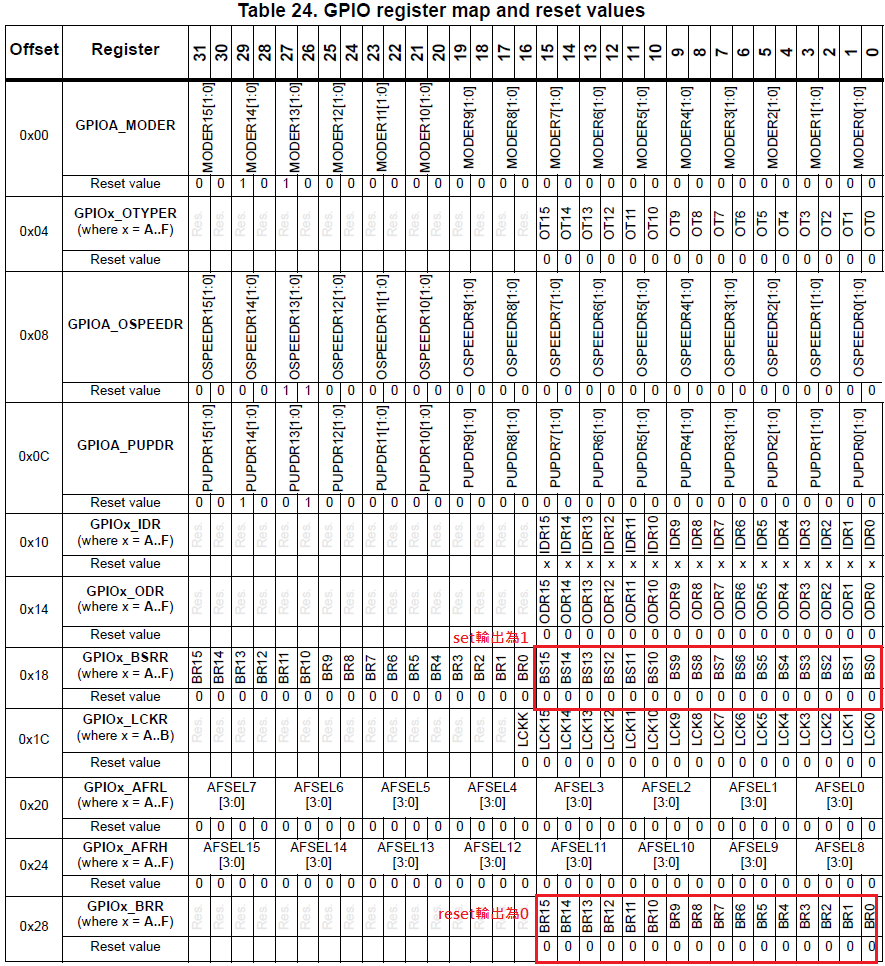 Table 24. GPIO register map and reset values
Offset Register 31 30 29 28 27 26 25 24 23 22 21 20 19 18 17 16 15 14 13 12 11 10 9 8 7 6 5 4 3 2 1 0
0x00 GPIOA_MODER MODER15[1:0] MODER14[1:0] MODER13[1:0] MODER12[1:0] MODER11[1:0] MODER10[1:0] MODER9[1:0] MODER8[1:0] MODER7[1:0] MODER6[1:0] MODER5[1:0] MODER4[1:0] MODER3[1:0] MODER2[1:0] MODER1[1:0] MODER0[1:0]
Reset value 0 0 1 0 1 0 0 0 0 0 0 0 0 0 0 0 0 0 0 0 0 0 0 0 0 0 0 0 0 0 0 0
0x04 GPIOx_OTYPER
(where x = A..F) Res. Res. Res. Res. Res. Res. Res. Res. Res. Res. Res. Res. Res. Res. Res. Res. OT15 OT14 OT13 OT12 OT11 OT10 OT9 OT8 OT7 OT6 OT5 OT4 OT3 OT2 OT1 OT0
Reset value 0 0 0 0 0 0 0 0 0 0 0 0 0 0 0 0
0x08 GPIOA_OSPEEDR OSPEEDR15[1:0] OSPEEDR14[1:0] OSPEEDR13[1:0] OSPEEDR12[1:0] OSPEEDR11[1:0] OSPEEDR10[1:0] OSPEEDR9[1:0] OSPEEDR8[1:0] OSPEEDR7[1:0] OSPEEDR6[1:0] OSPEEDR5[1:0] OSPEEDR4[1:0] OSPEEDR3[1:0] OSPEEDR2[1:0] OSPEEDR1[1:0] OSPEEDR0[1:0]
Reset value 0 0 0 0 1 1 0 0 0 0 0 0 0 0 0 0 0 0 0 0 0 0 0 0 0 0 0 0 0 0 0 0
0x0C GPIOA_PUPDR PUPDR15[1:0] PUPDR14[1:0] PUPDR13[1:0] PUPDR12[1:0] PUPDR11[1:0] PUPDR10[1:0] PUPDR9[1:0] PUPDR8[1:0] PUPDR7[1:0] PUPDR6[1:0] PUPDR5[1:0] PUPDR4[1:0] PUPDR3[1:0] PUPDR2[1:0] PUPDR1[1:0] PUPDR0[1:0]
Reset value 0 0 1 0 0 1 0 0 0 0 0 0 0 0 0 0 0 0 0 0 0 0 0 0 0 0 0 0 0 0 0 0
0x10 GPIOx_IDR
(where x = A..F) Res. Res. Res. Res. Res. Res. Res. Res. Res. Res. Res. Res. Res. Res. Res. Res. IDR15 IDR14 IDR13 IDR12 IDR11 IDR10 IDR9 IDR8 IDR7 IDR6 IDR5 IDR4 IDR3 IDR2 IDR1 IDR0
Reset value x x x x x x x x x x x x x x x x
0x14 GPIOx_ODR
(where x = A..F) Res. Res. Res. Res. Res. Res. Res. Res. Res. Res. Res. Res. Res. Res. Res. Res. ODR15 ODR14 ODR13 ODR12 ODR11 ODR10 ODR9 ODR8 ODR7 ODR6 ODR5 ODR4 ODR3 ODR2 ODR1 ODR0
Reset value 0 0 0 0 0 0 0 0 0 0 0 0 0 0 0 0
set輸出為1
0x18 GPIOx_BSRR
(where x = A..F) BR15 BR14 BR13 BR12 BR11 BR10 BR9 BR8 BR7 BR6 BR5 BR4 BR3 BR2 BR1 BR0 BS15 BS14 BS13 BS12 BS11 BS10 BS9 BS8 BS7 BS6 BS5 BS4 BS3 BS2 BS1 BS0
Reset value 0 0 0 0 0 0 0 0 0 0 0 0 0 0 0 0 0 0 0 0 0 0 0 0 0 0 0 0 0 0 0 0
0x1C GPIOx_LCKR
(where x = A..B) Res. Res. Res. Res. Res. Res. Res. Res. Res. Res. Res. Res. Res. Res. Res. LCKK LCK15 LCK14 LCK13 LCK12 LCK11 LCK10 LCK9 LCK8 LCK7 LCK6 LCK5 LCK4 LCK3 LCK2 LCK1 LCK0
Reset value 0 0 0 0 0 0 0 0 0 0 0 0 0 0 0 0 0
0x20 GPIOx_AFRL
(where x = A..F) AFSEL7[3:0] AFSEL6[3:0] AFSEL5[3:0] AFSEL4[3:0] AFSEL3[3:0] AFSEL2[3:0] AFSEL1[3:0] AFSEL0[3:0]
Reset value 0 0 0 0 0 0 0 0 0 0 0 0 0 0 0 0 0 0 0 0 0 0 0 0 0 0 0 0 0 0 0 0
0x24 GPIOx_AFRH
(where x = A..F) AFSEL15[3:0] AFSEL14[3:0] AFSEL13[3:0] AFSEL12[3:0] AFSEL11[3:0] AFSEL10[3:0] AFSEL9[3:0] AFSEL8[3:0]
Reset value 0 0 0 0 0 0 0 0 0 0 0 0 0 0 0 0 0 0 0 0 0 0 0 0 0 0 0 0 0 0 0 0
0x28 GPIOx_BRR
(where x = A..F) Res. Res. Res. Res. Res. Res. Res. Res. Res. Res. Res. Res. Res. Res. Res. Res. reset輸出為0 BR15 BR14 BR13 BR12 BR11 BR10 BR9 BR8 BR7 BR6 BR5 BR4 BR3 BR2 BR1 BR0
Reset value 0 0 0 0 0 0 0 0 0 0 0 0 0 0 0 0